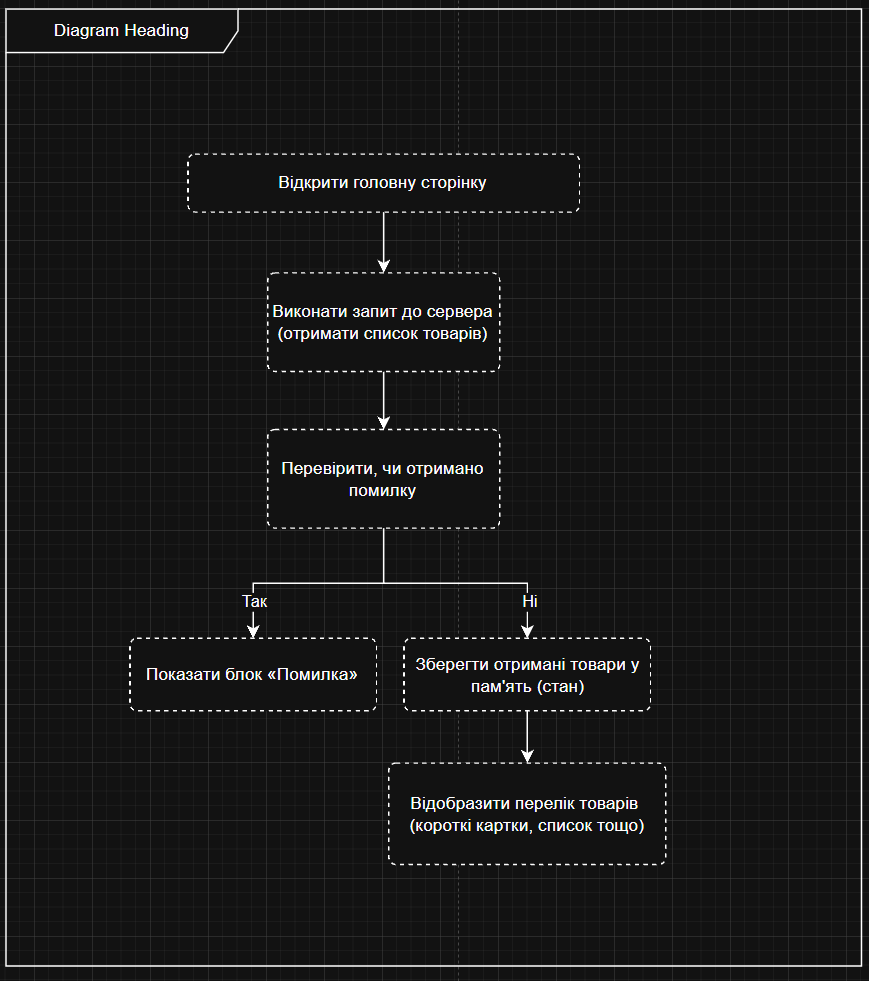 Diagram Heading
Відкрити головну сторінку
Виконати запит до сервера
(отримати список товарів)
Перевірити, чи отримано
помилку
Так
Ні
Показати блок «Помилка»
Зберегти отримані товари у
пам'ять (стан)
Відобразити перелік товарів
(короткі картки, список тощо)